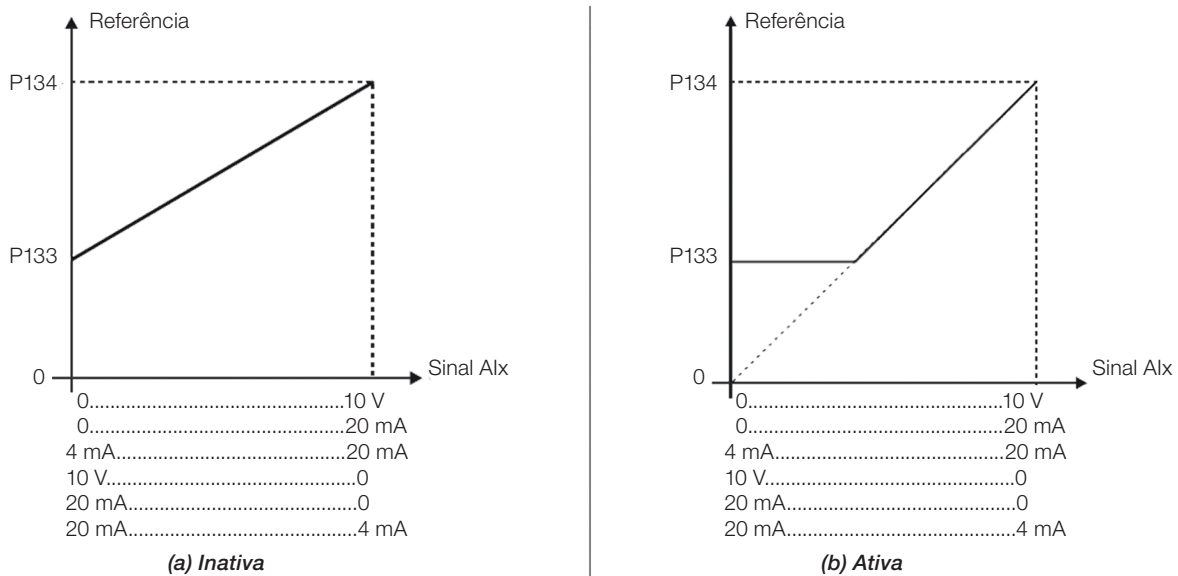 Referência
P134
P133
0
Sinal AIx
0..........................................10 V
0..........................................20 mA
4 mA......................................20 mA
10 V..........................................0
20 mA......................................0
20 mA......................................4 mA
(a) Inativa
Referência
P134
P133
0
Sinal AIx
0..........................................10 V
0..........................................20 mA
4 mA......................................20 mA
10 V..........................................0
20 mA......................................0
20 mA......................................4 mA
(b) Ativa